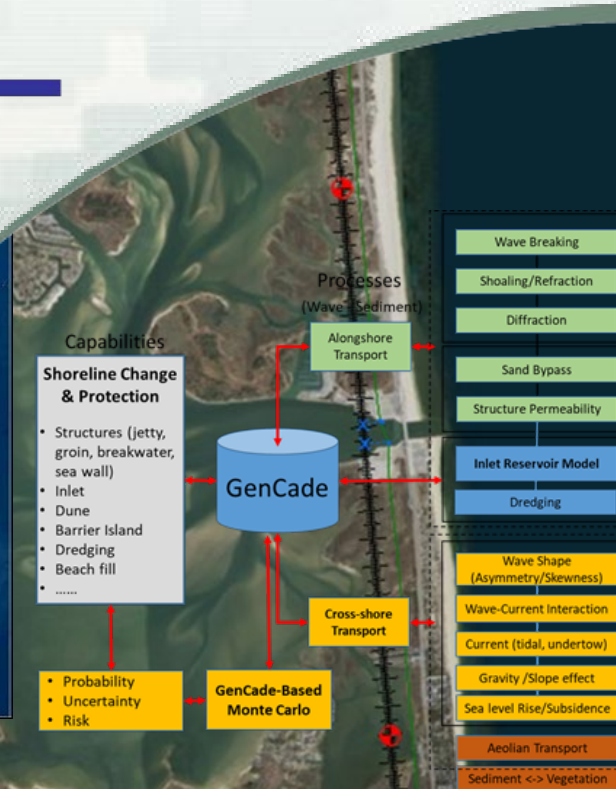 Processes
(Wave - Sediment)
Alongshore
Transport
Capabilities
Shoreline Change
& Protection
• Structures (jetty,
groin, breakwater,
sea wall)
• Inlet
• Dune
• Barrier Island
• Dredging
• Beach fill
• ......
GenCade
Cross-shore
Transport
• Probability
• Uncertainty
• Risk
GenCade-Based
Monte Carlo
Wave Breaking
Shoaling/Refraction
Diffraction
Sand Bypass
Structure Permeability
Inlet Reservoir Model
Dredging
Wave Shape
(Asymmetry/Skewness)
Wave-Current Interaction
Current (tidal, undertow)
Gravity /Slope effect
Sea level Rise/Subsidence
Aeolian Transport
Sediment <-> Vegetation